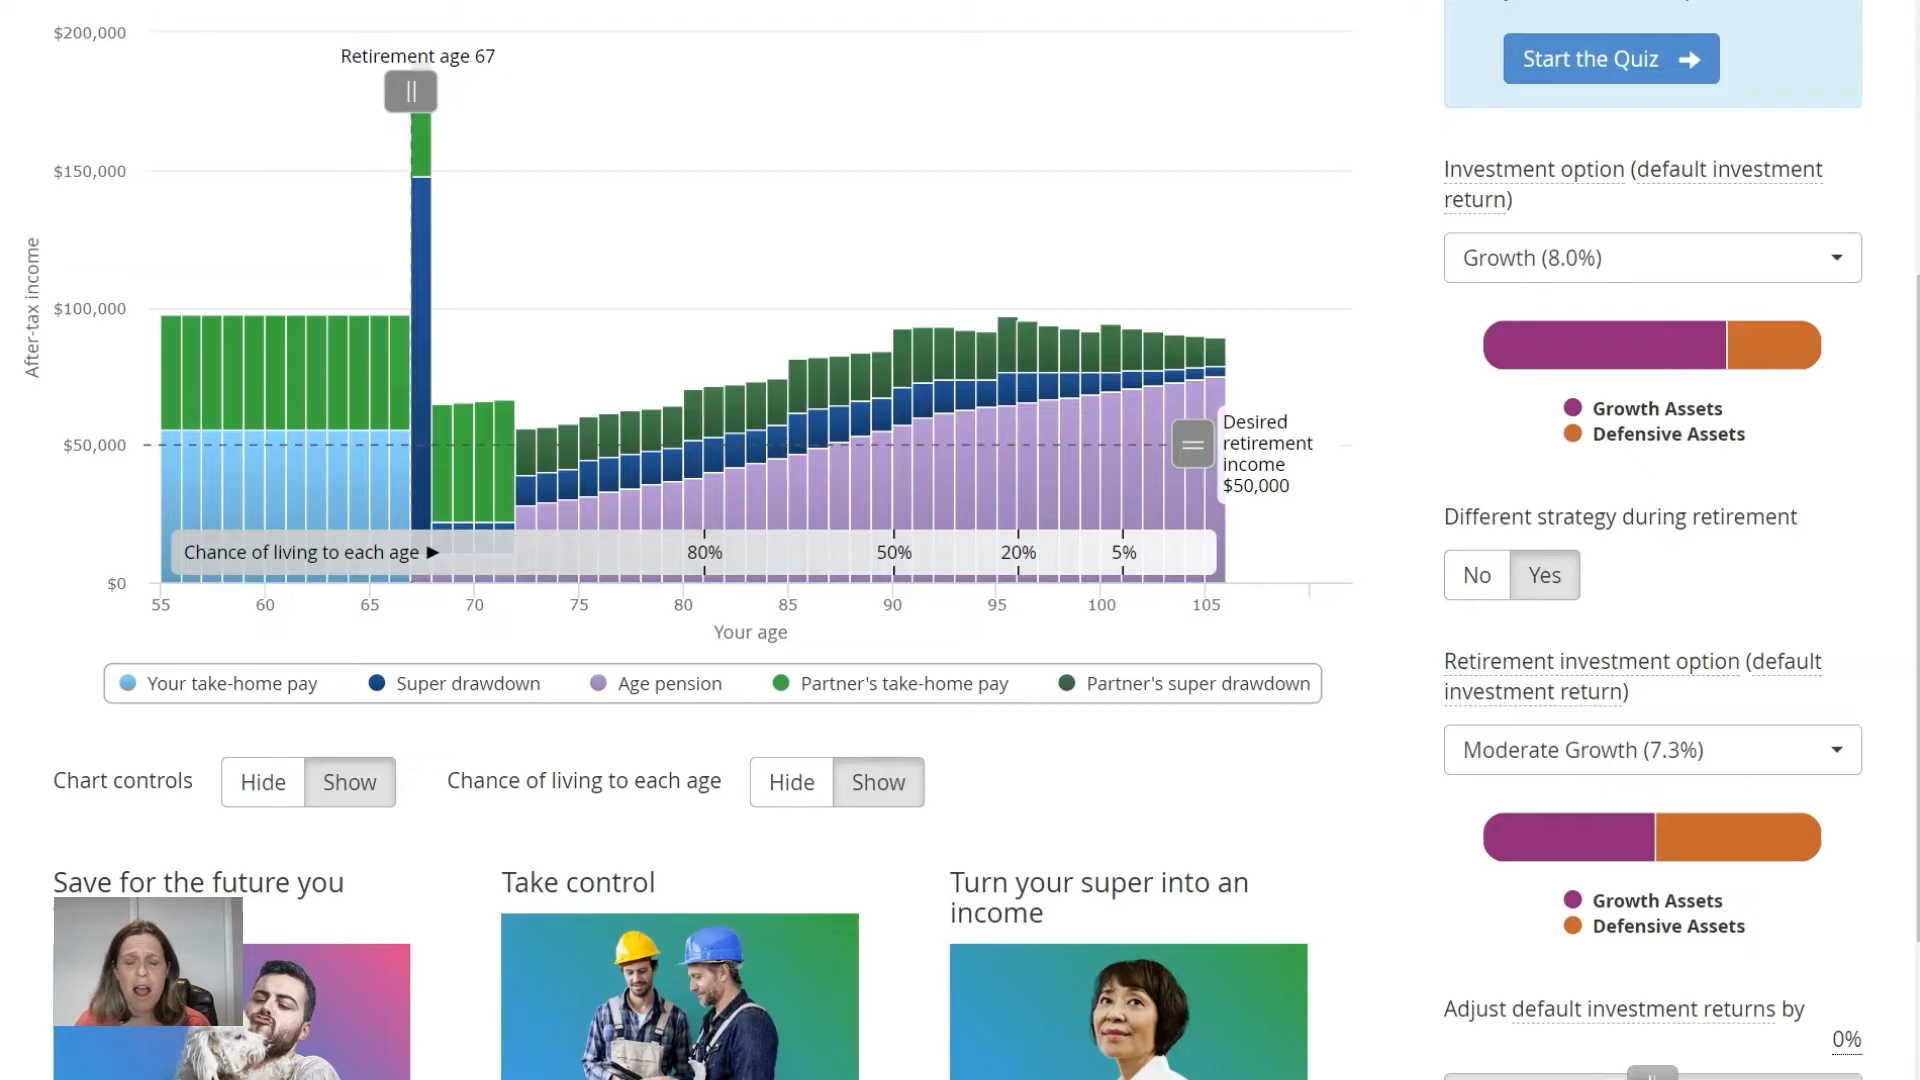 $200,000
Retirement age 67
$150,000
$100,000
$50,000
$0
After-tax income
Desired
retirement
income
$50,000
Chance of living to each age ▶
80%
50%
20%
5%
55
60
65
70
75
80
85
90
95
100
105
Your age
Your take-home pay
Super drawdown
Age pension
Partner's take-home pay
Partner's super drawdown
Chart controls
Hide
Show
Chance of living to each age
Hide
Show
Save for the future you
Take control
Turn your super into an
income
Start the Quiz
Investment option (default investment
return)
Growth (8.0%)
Growth Assets
Defensive Assets
Different strategy during retirement
No
Yes
Retirement investment option (default
investment return)
Moderate Growth (7.3%)
Growth Assets
Defensive Assets
Adjust default investment returns by
0%